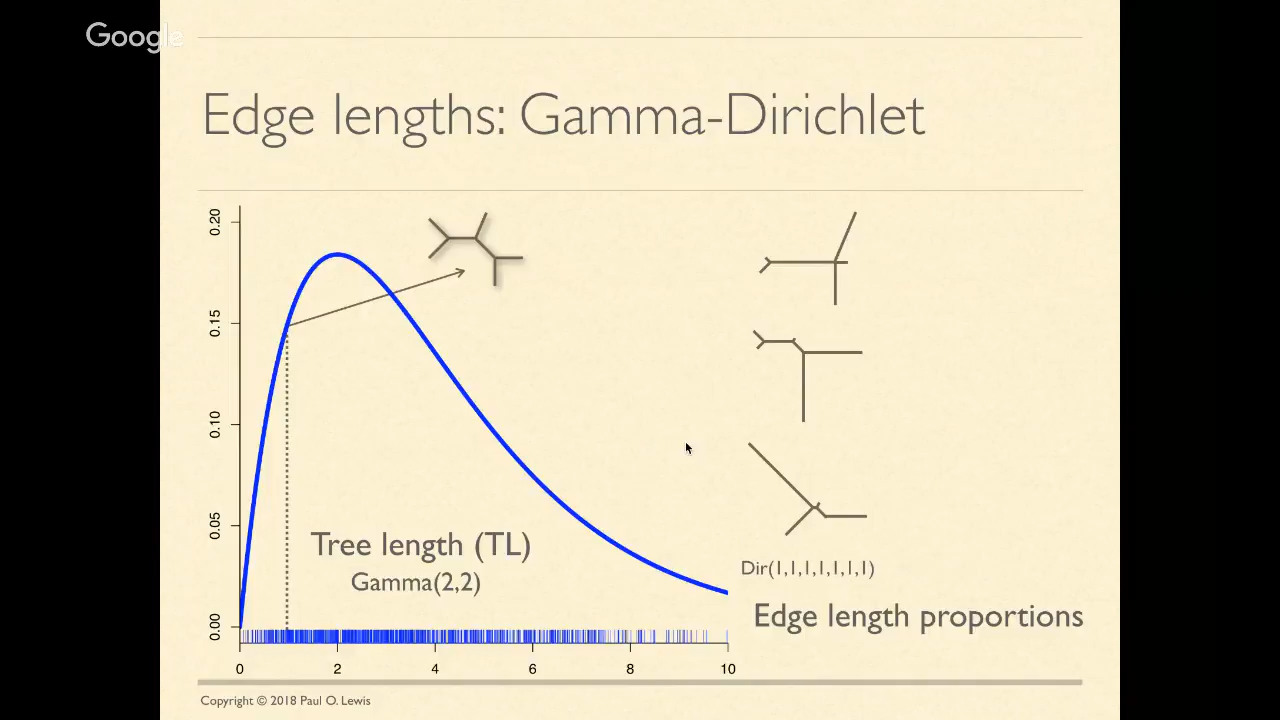 Google
Edge lengths: Gamma-Dirichlet
0.20
0.15
0.10
0.05
0.00
Tree length (TL)
Gamma(2,2)
0 2 4 6 8 10
Dir(1,1,1,1,1,1,1)
Edge length proportions
Copyright © 2018 Paul O. Lewis